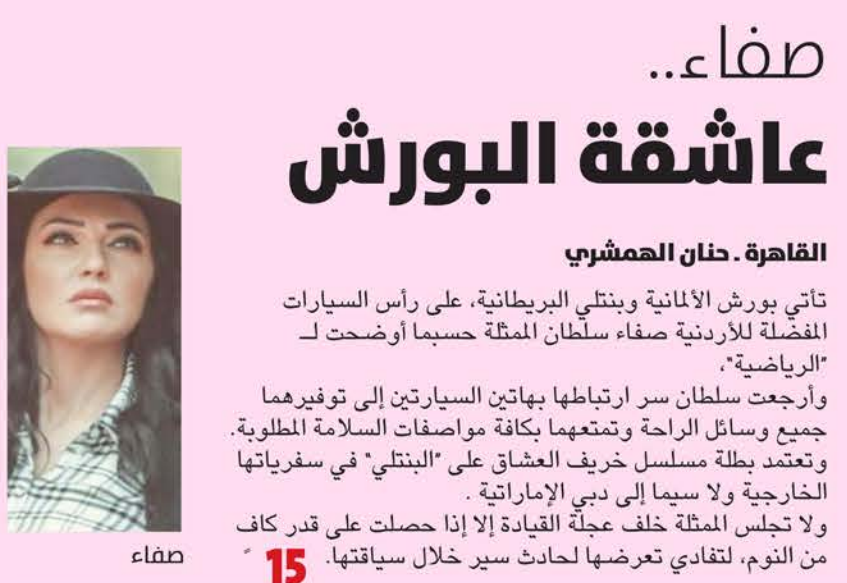 صفاء..
عاشقة البورش
القاهرة . حنان الهمشري
تأتي بورش الألمانية وبنتلي البريطانية، على رأس السيارات
المفضلة للأردنية صفاء سلطان الممثلة حسبما أوضحت لــ
"الرياضية"،
وأرجعت سلطان سر ارتباطها بهاتين السيارتين إلى توفيرهما
جميع وسائل الراحة وتمتعهما بكافة مواصفات السلامة المطلوبة.
وتعتمد بطلة مسلسل خريف العشاق على "البنتلي" في سفرياتها
الخارجية ولا سيما إلى دبي الإماراتية .
ولا تجلس الممثلة خلف عجلة القيادة إلا إذا حصلت على قدر كاف
من النوم، لتفادي تعرضها لحادث سير خلال سياقتها. 15
صفاء